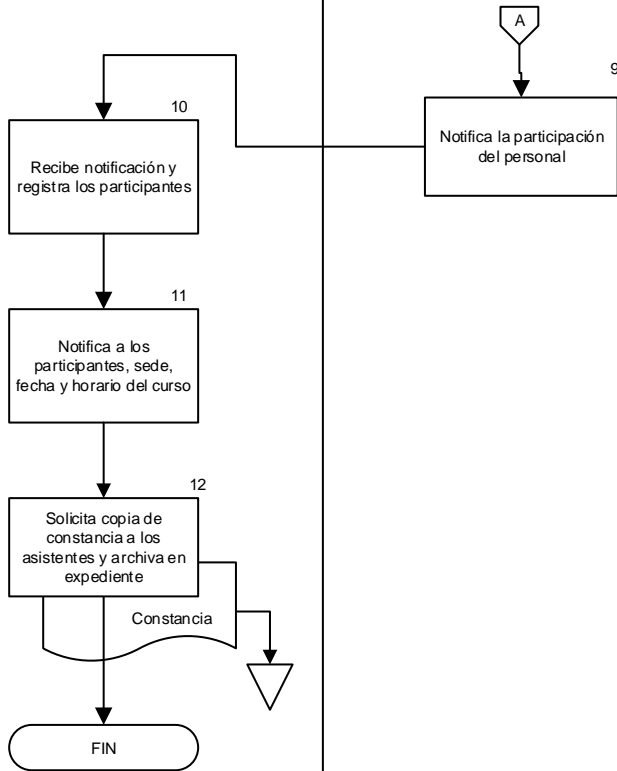 A
9
Notifica la participación
del personal
10
Recibe notificación y
registra los participantes
11
Notifica a los
participantes, sede,
fecha y horario del curso
12
Solicita copia de
constancia a los
asistentes y archiva en
expediente
Constancia
FIN